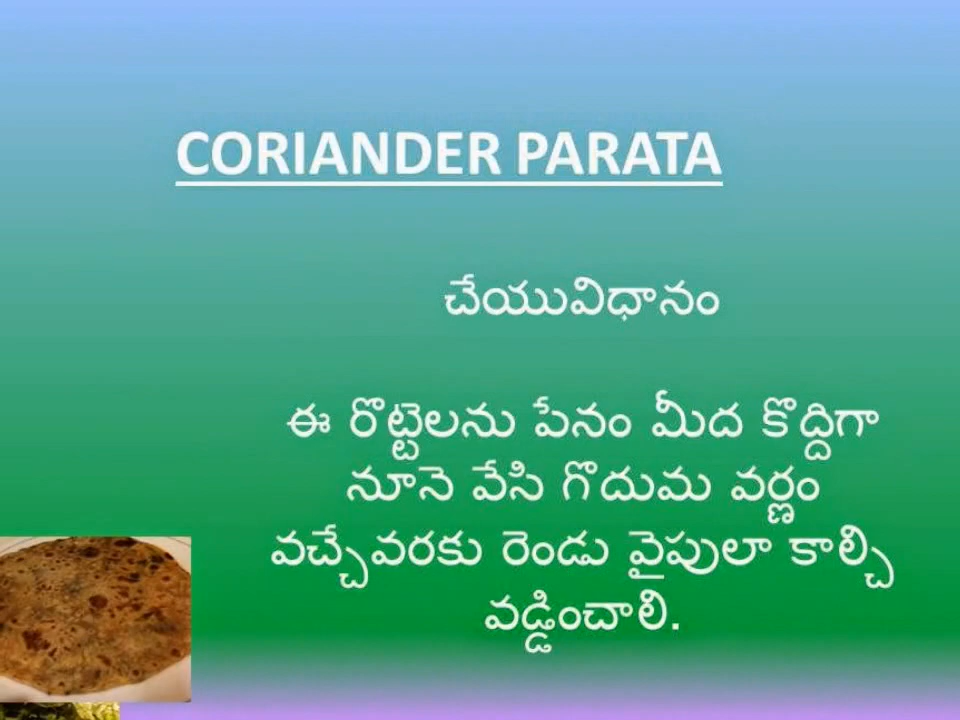 CORIANDER PARATA
చేయువిధానం
ఈ రొట్టెలను పేనం మీద కొద్దిగా
నూనె వేసి గొదుమ వర్ణం
వచ్చేవరకు రెండు వైపులా కాల్చి
వడ్డించాలి.